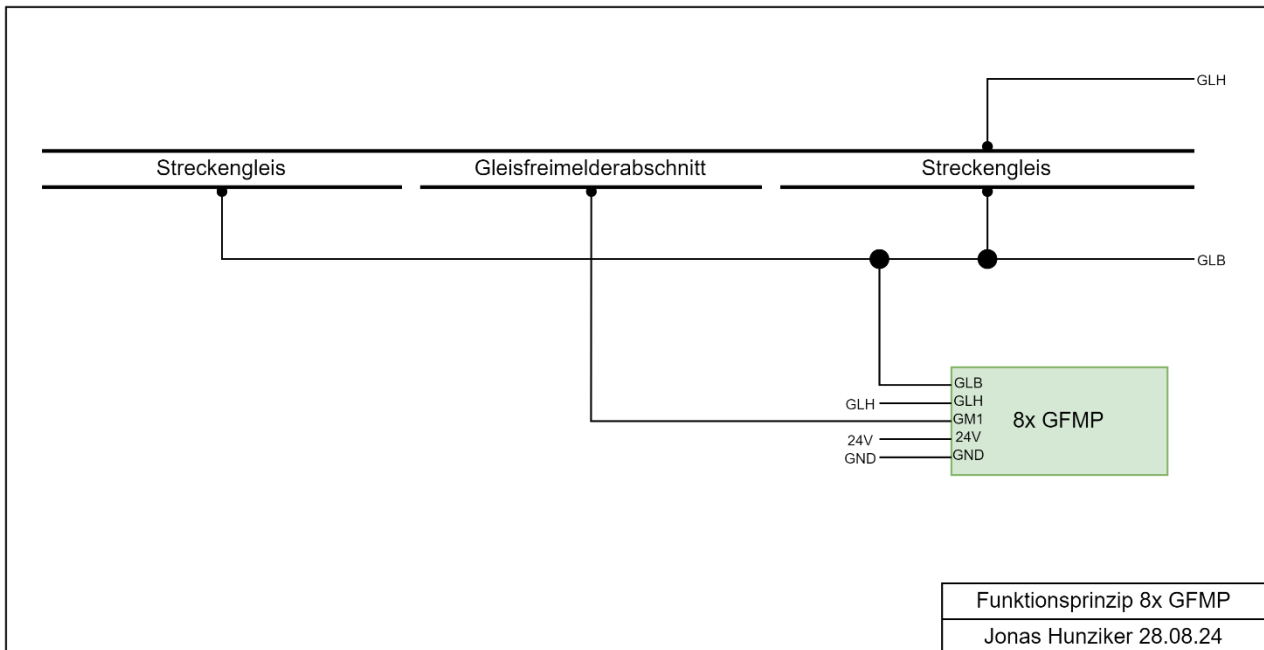 GLH
Streckengleis
Gleisfreimelderabschnitt
Streckengleis
GLB
GLB
GLH
GLH
GM1
8x GFMP
24V
24V
GND
GND
Funktionsprinzip 8x GFMP
Jonas Hunziker 28.08.24